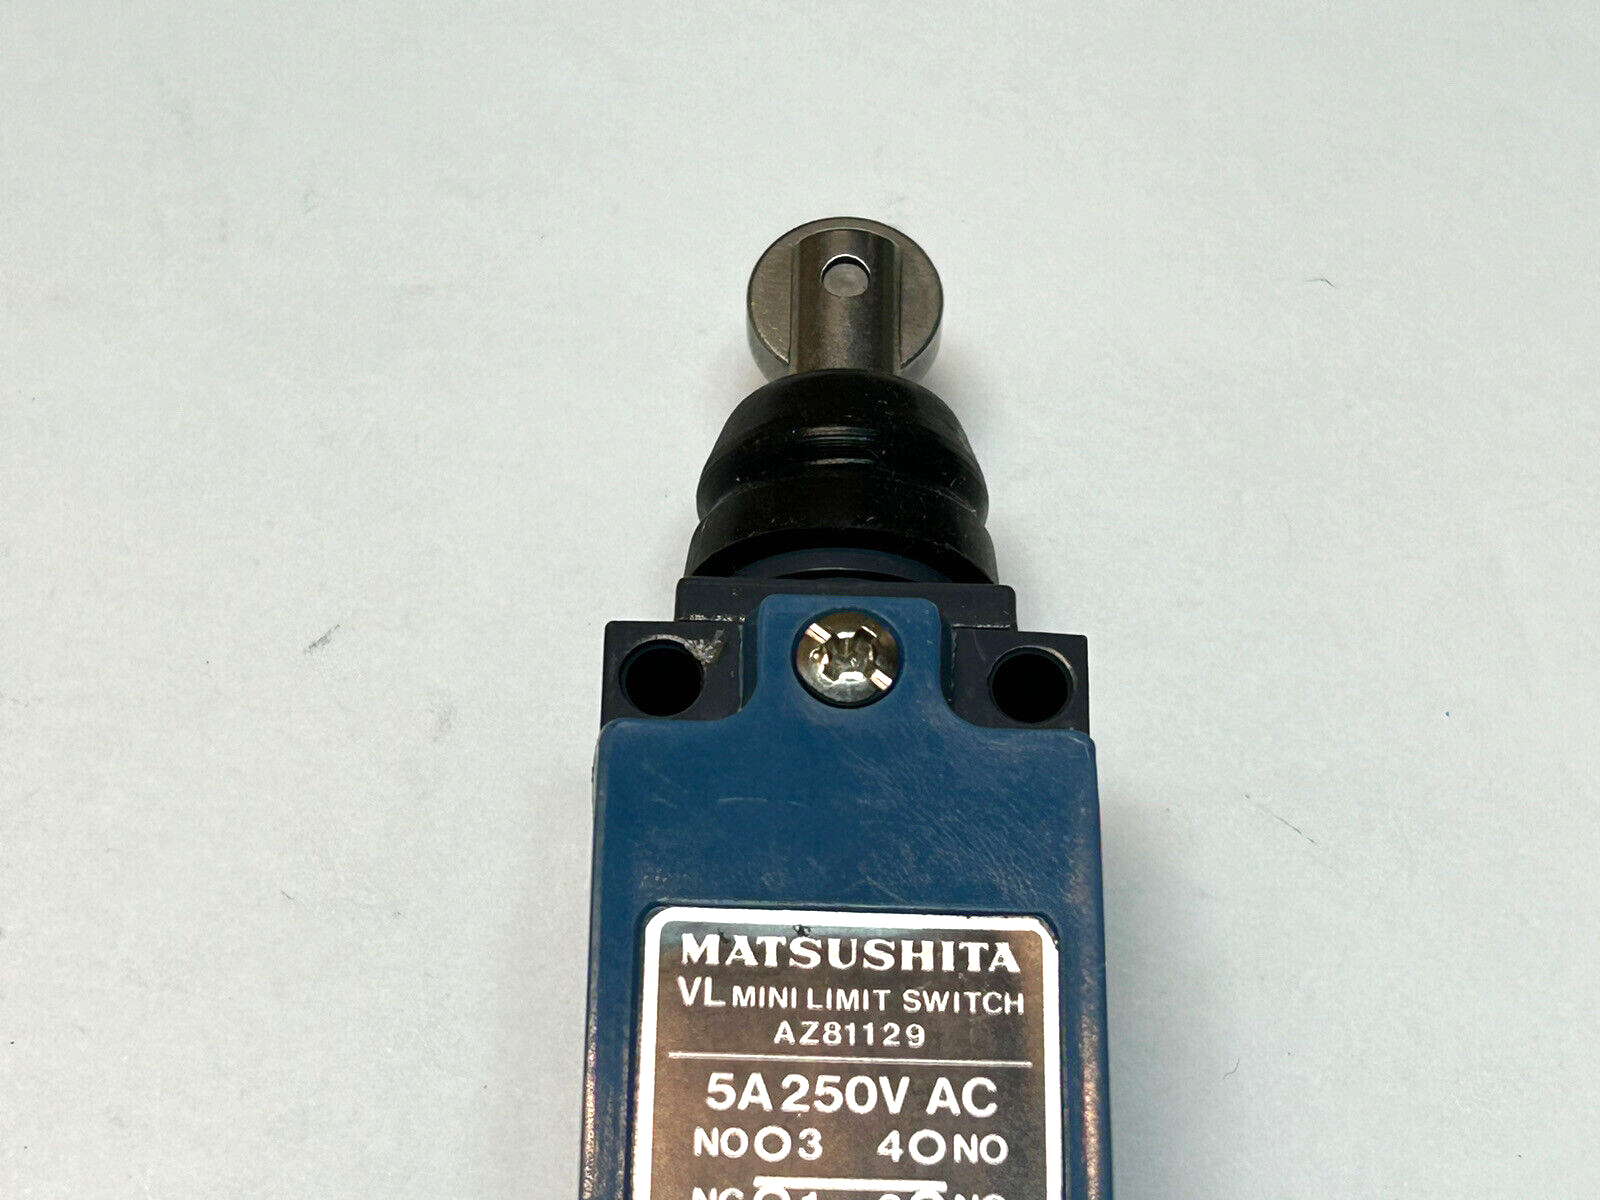 MATSUSHITA
VL MINI LIMIT SWITCH
AZ81129
5A 250V AC
NO 3 4 NO